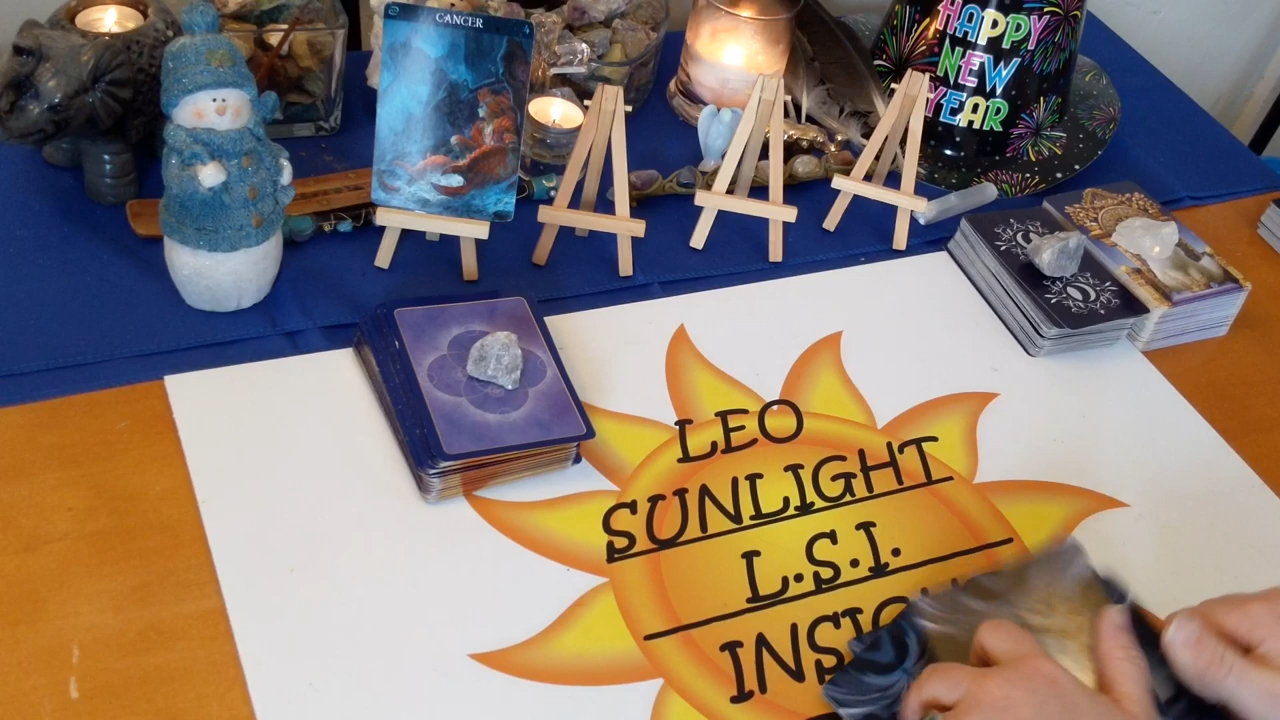 CANCER
HAPPY
NEW
YEAR
LEO
SUNLIGHT
L.S.I.